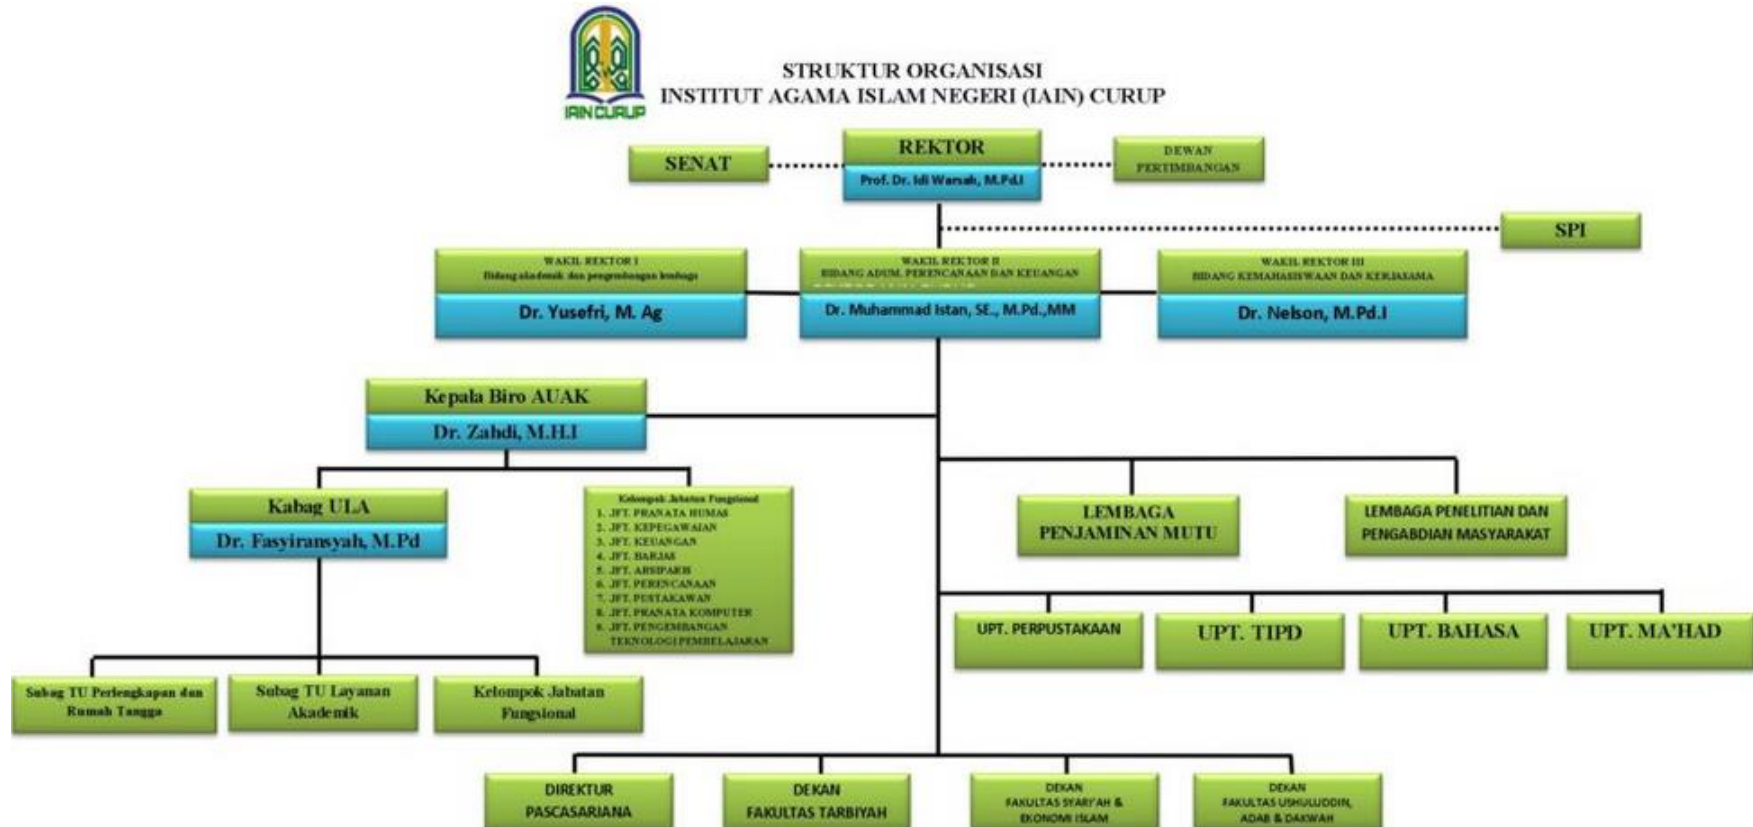 IAIN CURUP
STRUKTUR ORGANISASI
INSTITUT AGAMA ISLAM NEGERI (IAIN) CURUP
SENAT
REKTOR
Prof. Dr. Idi Warsah, M.Pd.I
DEWAN
PERTIMBANGAN
SPI
WAKIL REKTOR I
Bidang akademik dan pengembangan lembaga
Dr. Yusefri, M. Ag
WAKIL REKTOR II
BIDANG ADUM. PERENCANAAN DAN KEUANGAN
Dr. Muhammad Istan, SE., M.Pd.,MM
WAKIL REKTOR III
BIDANG KEMAHASISWAAN DAN KERJASAMA
Dr. Nelson, M.Pd.I
Kepala Biro AUAK
Dr. Zahdi, M.H.I
Kabag ULA
Dr. Fasyiransyah, M.Pd
Kelompok Jabatan Fungsional
1. JFT. PRANATA HUMAS
2. JFT. KEPEGAWAIAN
3. JFT. KEUANGAN
4. JFT. BARJAS
5. JFT. ARSIPARIS
6. JFT. PERENCANAAN
7. JFT. PUSTAKAWAN
8. JFT. PRANATA KOMPUTER
9. JFT. PENGEMBANGAN
TEKNOLOGI PEMBELAJARAN
LEMBAGA
PENJAMINAN MUTU
LEMBAGA PENELITIAN DAN
PENGABDIAN MASYARAKAT
UPT. PERPUSTAKAAN
UPT. TIPD
UPT. BAHASA
UPT. MA'HAD
Subag TU Perlengkapan dan
Rumah Tangga
Subag TU Layanan
Akademik
Kelompok Jabatan
Fungsional
DIREKTUR
PASCASARIANA
DEKAN
FAKULTAS TARBIYAH
DEKAN
FAKULTAS SYARI'AH &
EKONOMI ISLAM
DEKAN
FAKULTAS USHULUDDIN,
ADAB & DAKWAH